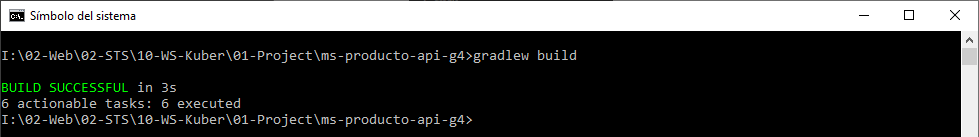 Símbolo del sistema
I:\02-Web\02-STS\10-WS-Kuber\01-Project\ms-producto-api-g4>gradlew build
BUILD SUCCESSFUL in 3s
6 actionable tasks: 6 executed
I:\02-Web\02-STS\10-WS-Kuber\01-Project\ms-producto-api-g4>